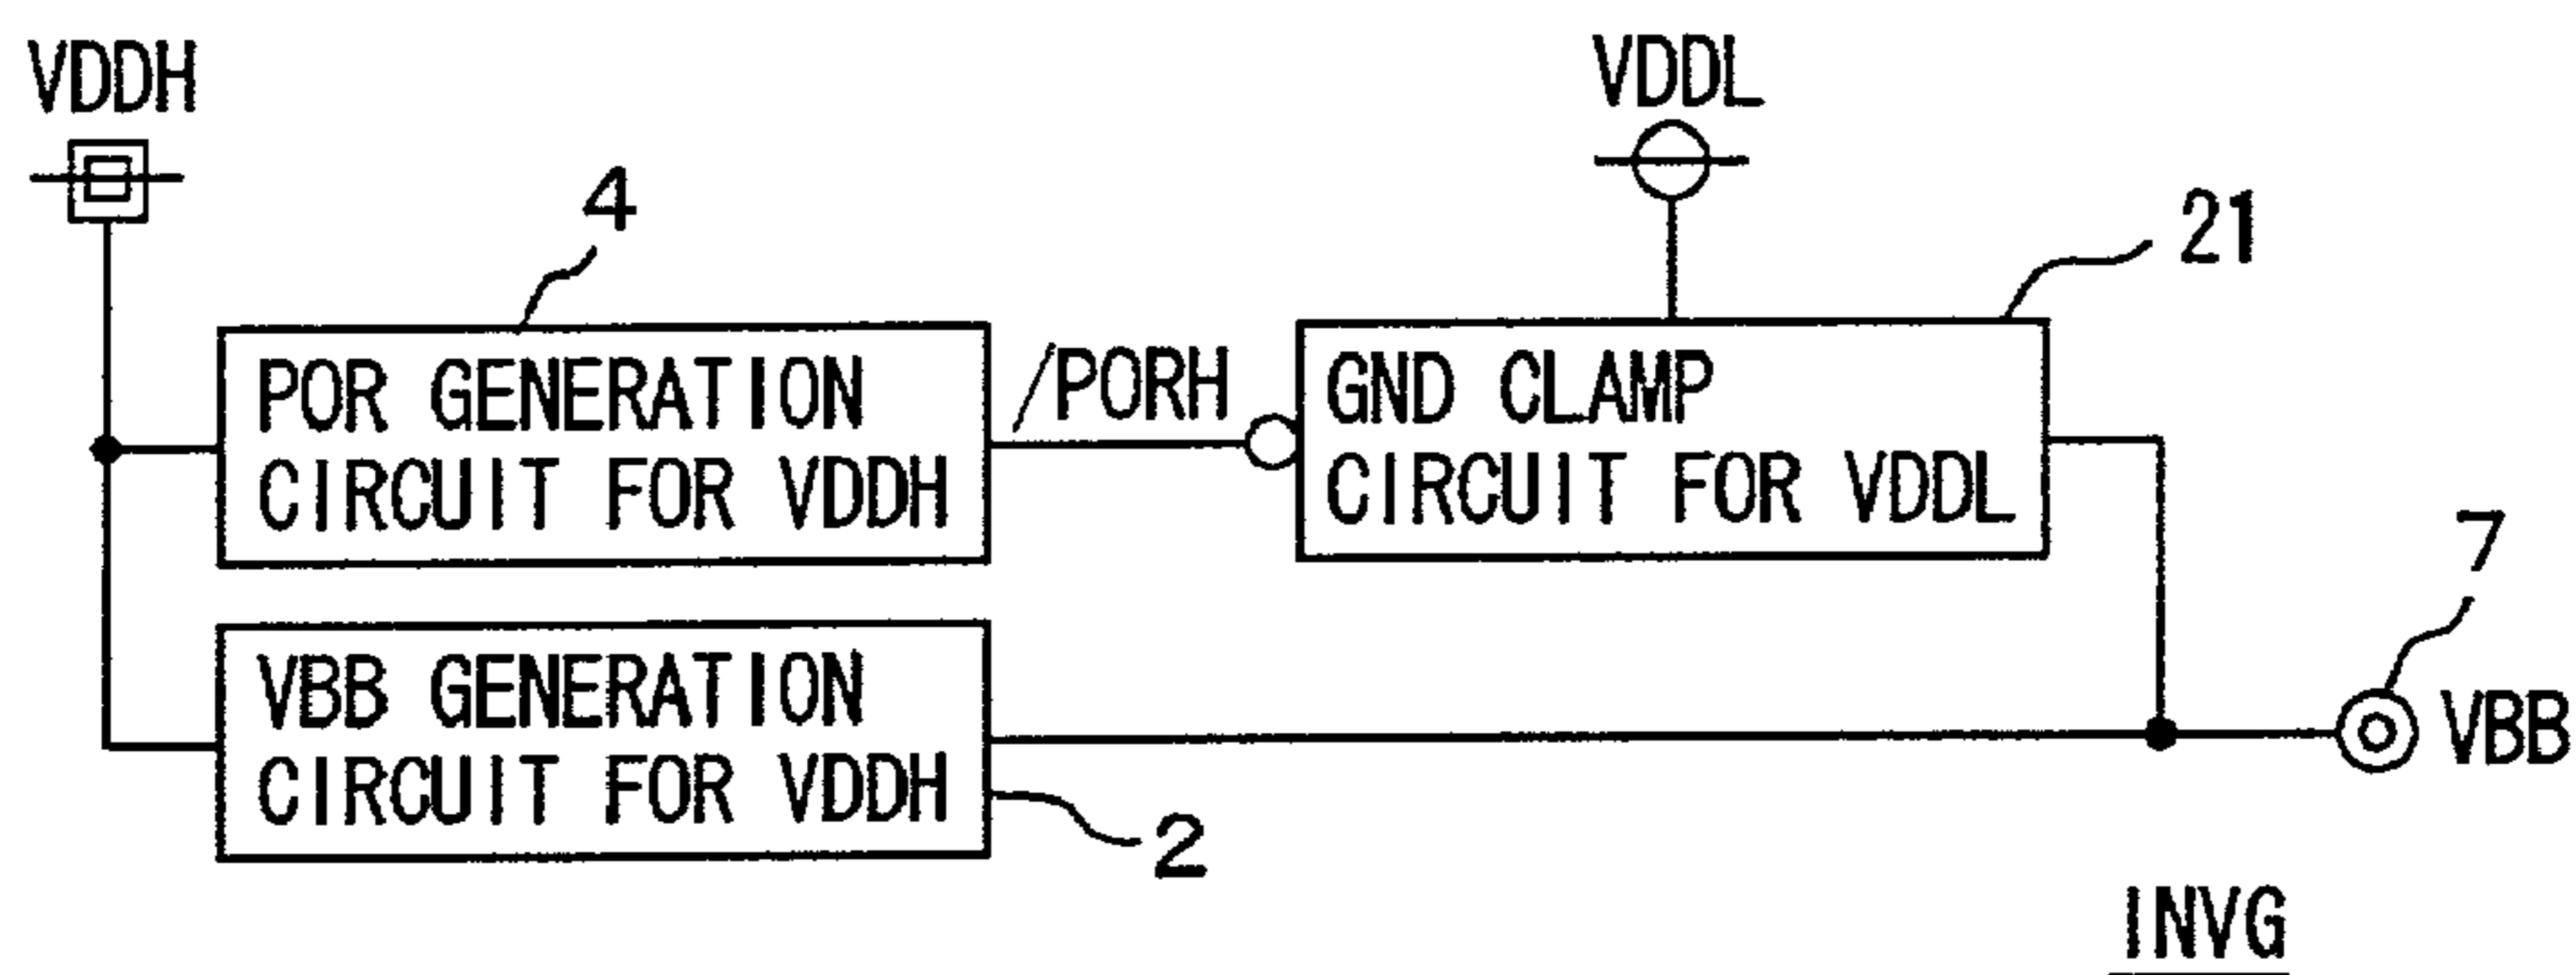 VDDH
VDDL
4
21
POR GENERATION
CIRCUIT FOR VDDH
/PORH
GND CLAMP
CIRCUIT FOR VDDL
7
VBB GENERATION
CIRCUIT FOR VDDH
VBB
2
INVG